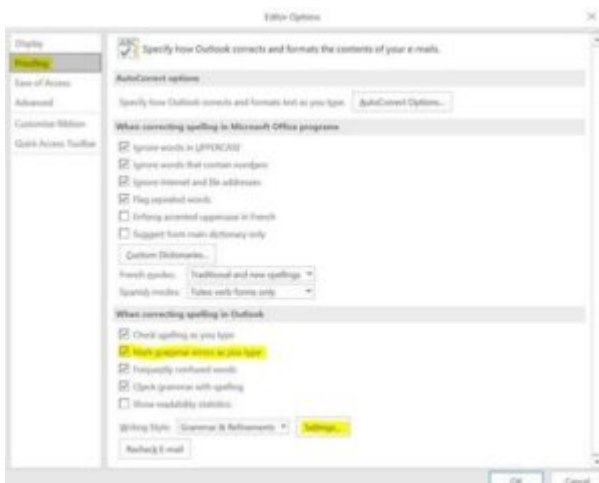 Editor Options
Display
Proofing
Ease of Access
Advanced
Customize Ribbon
Quick Access Toolbar
Specify how Outlook corrects and formats the contents of your e-mails.
AutoCorrect options
Specify how Outlook corrects and formats text as you type: AutoCorrect Options...
When correcting spelling in Microsoft Office programs
Ignore words in UPPERCASE
Ignore words that contain numbers
Ignore Internet and file addresses
Flag repeated words
Enforce accented uppercase in French
Suggest from main dictionary only
Custom Dictionaries...
French modes: Traditional and new spellings
Spanish modes: Tuteo verb forms only
When correcting spelling in Outlook
Check spelling as you type
Mark grammar errors as you type
Frequently confused words
Check grammar with spelling
Show readability statistics
Writing Style: Grammar & Refinements Settings...
Recheck E-mail
OK Cancel